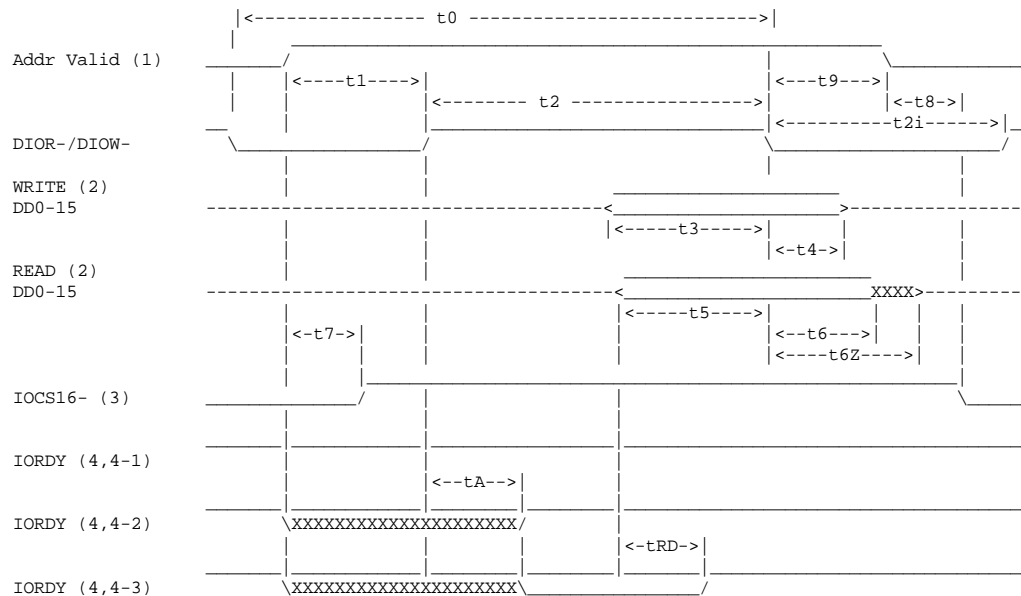 t0
Addr Valid (1)
t1 t9
t2 t8
t2i
DIOR-/DIOW-
WRITE (2)
DD0-15
t3
t4
READ (2)
DD0-15 XXXX
t5
t7 t6
t6Z
IOCS16- (3)
IORDY (4,4-1)
tA
IORDY (4,4-2) XXXXXXXXXXXXXXXXXXXXX
tRD
IORDY (4,4-3) XXXXXXXXXXXXXXXXXXXXX